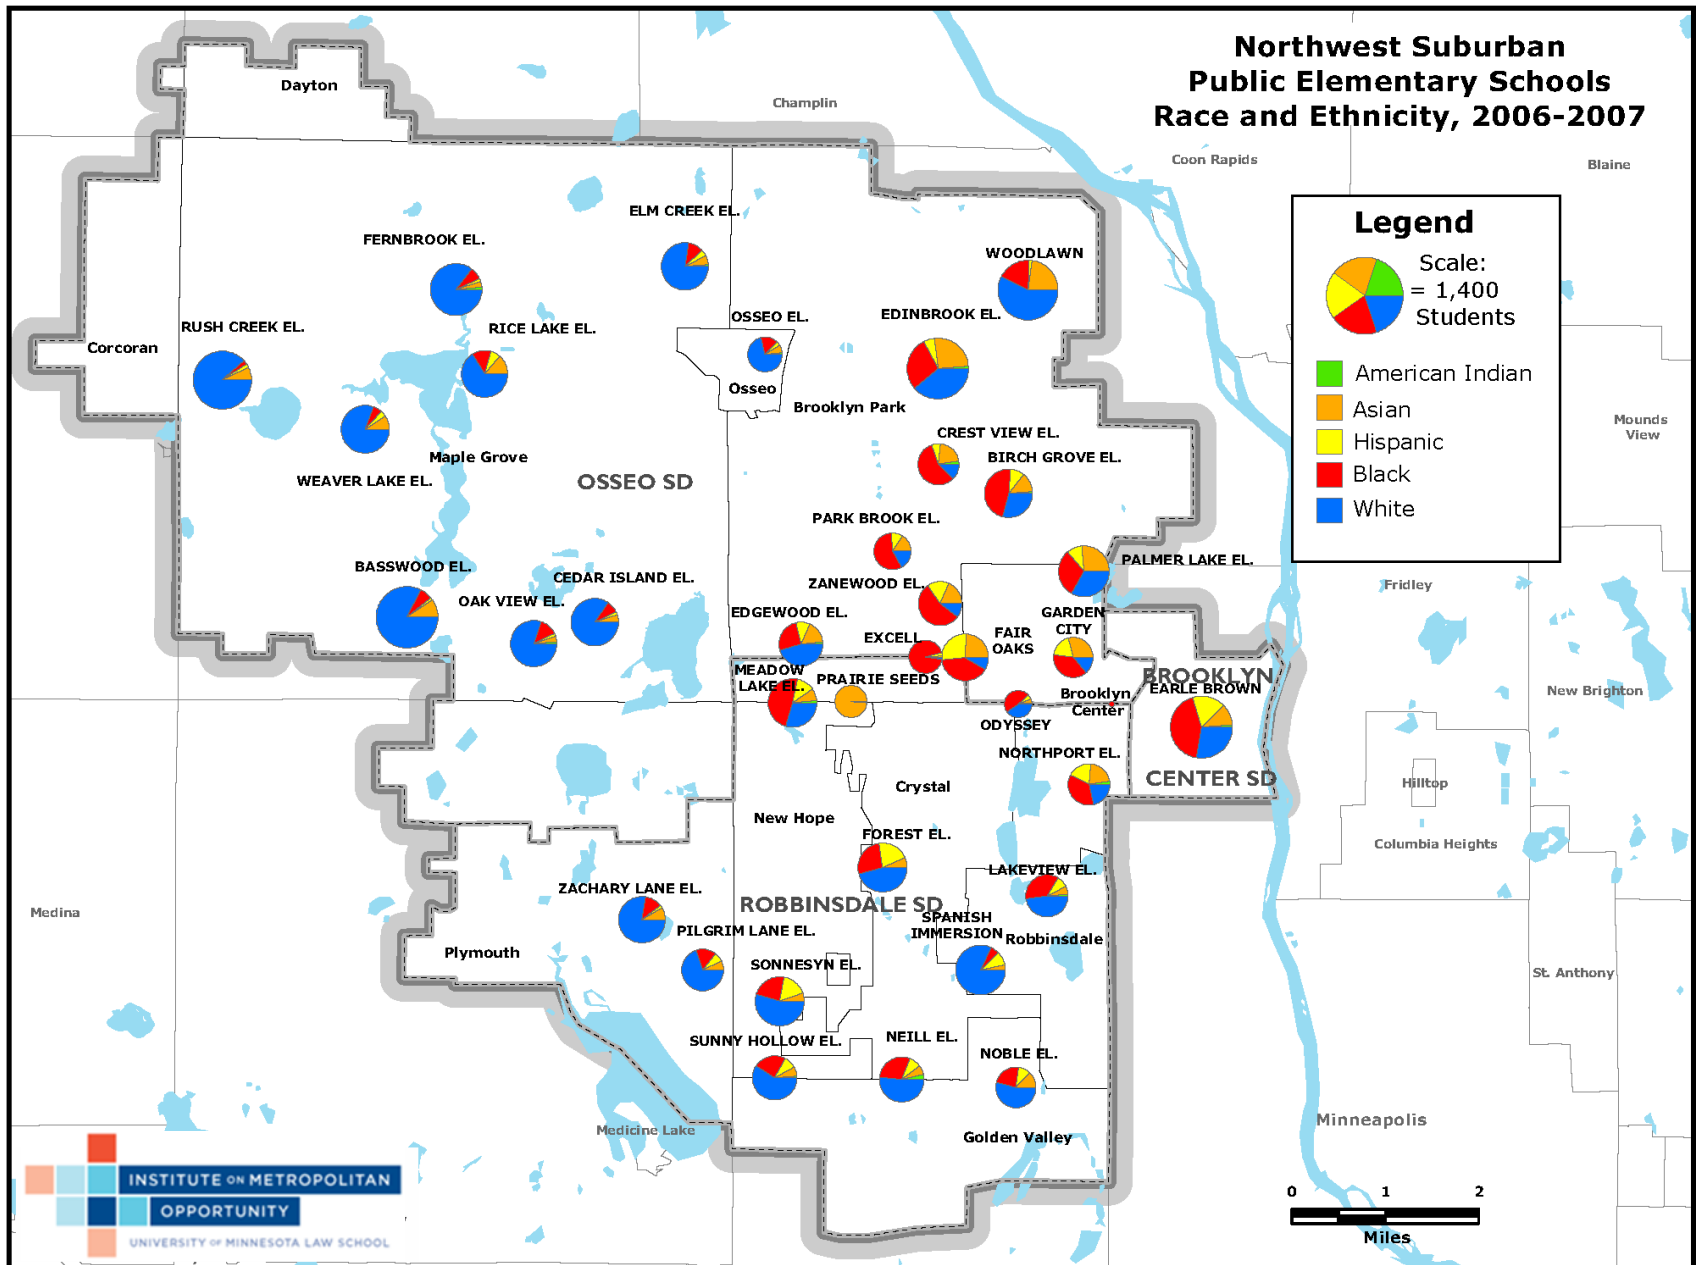 Northwest Suburban
Public Elementary Schools
Race and Ethnicity, 2006-2007
Dayton
Champlin
Coon Rapids
Blaine
Legend
Scale:
= 1,400
Students
American Indian
Asian
Hispanic
Black
White
ELM CREEK EL.
FERNBROOK EL.
WOODLAWN
RUSH CREEK EL.
RICE LAKE EL.
OSSEO EL.
EDINBROOK EL.
Corcoran
Osseo
Brooklyn Park
Mounds
View
CREST VIEW EL.
Maple Grove
BIRCH GROVE EL.
WEAVER LAKE EL.
OSSEO SD
PARK BROOK EL.
BASSWOOD EL.
CEDAR ISLAND EL.
ZANEWOOD EL.
PALMER LAKE EL.
Fridley
OAK VIEW EL.
EDGEWOOD EL.
GARDEN
CITY
EXCELL
FAIR
OAKS
MEADOW
LAKE EL.
PRAIRIE SEEDS
BROOKLYN
EARLE BROWN
New Brighton
Brooklyn
Center
ODYSSEY
NORTHPORT EL.
CENTER SD
Hilltop
Crystal
New Hope
FOREST EL.
Columbia Heights
LAKEVIEW EL.
ZACHARY LANE EL.
ROBBINSDALE SD
Medina
SPANISH
IMMERSION
PILGRIM LANE EL.
Robbinsdale
Plymouth
SONNESYN EL.
St. Anthony
SUNNY HOLLOW EL.
NEILL EL.
NOBLE EL.
Medicine Lake
Golden Valley
Minneapolis
INSTITUTE ON METROPOLITAN
OPPORTUNITY
UNIVERSITY OF MINNESOTA LAW SCHOOL
0 1 2
Miles